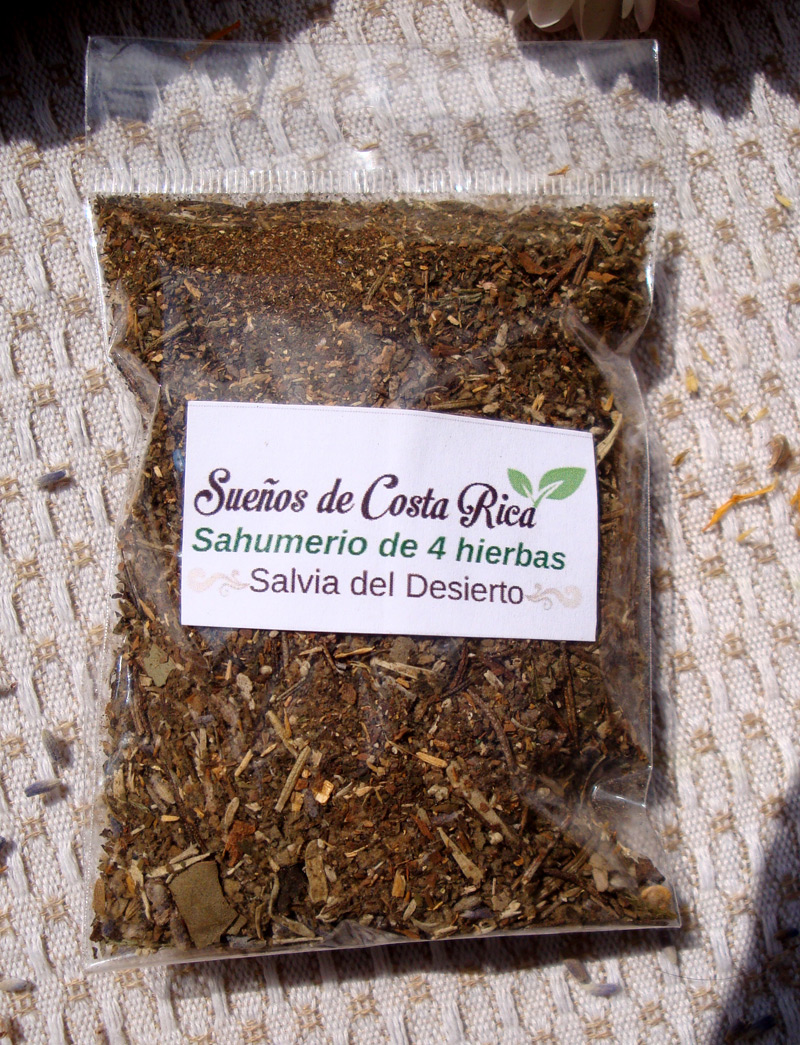 Sueños de Costa Rica
Sahumerio de 4 hierbas
Salvia del Desierto